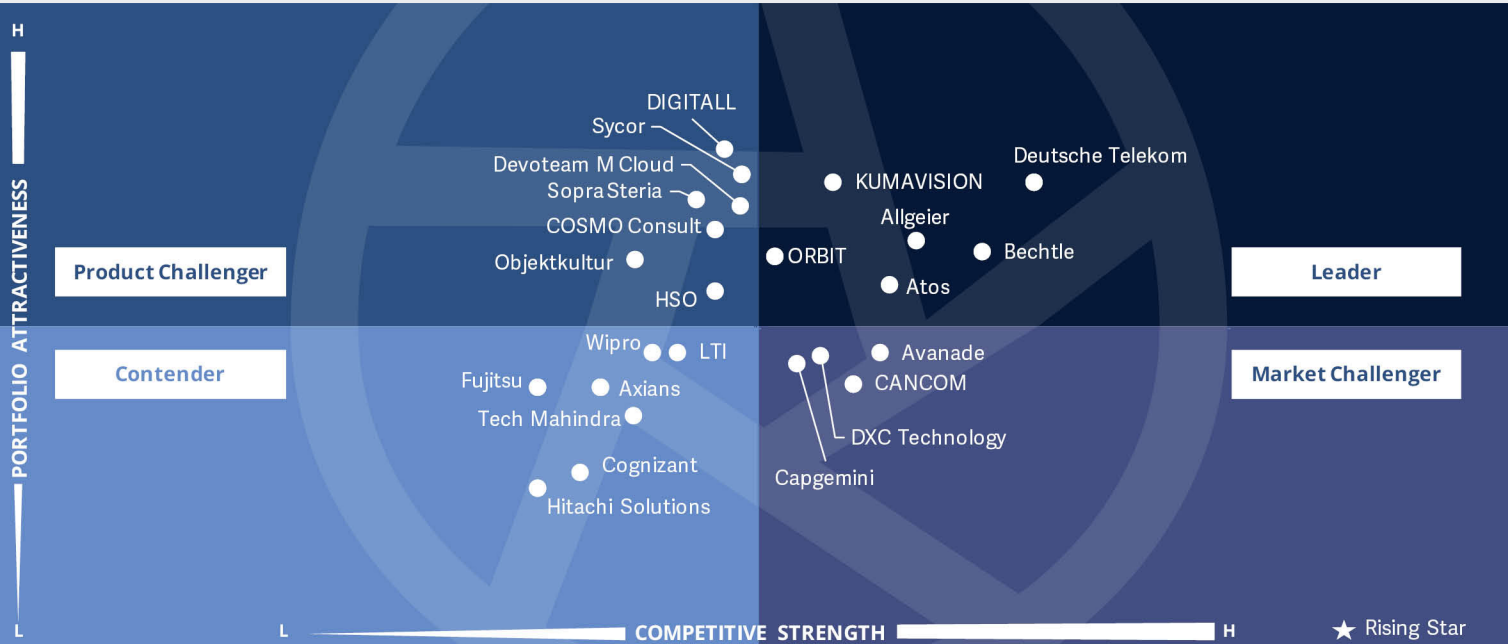 H
PORTFOLIO ATTRACTIVENESS
L
DIGITALL
Sycor
Devoteam M Cloud
Sopra Steria
COSMO Consult
Objektkultur
HSO
Product Challenger
Deutsche Telekom
KUMAVISION
Allgeier
Bechtle
ORBIT
Atos
Leader
Wipro
LTI
Contender
Fujitsu
Axians
Tech Mahindra
Cognizant
Hitachi Solutions
Avanade
Market Challenger
CANCOM
DXC Technology
Capgemini
L
COMPETITIVE STRENGTH
H
★ Rising Star